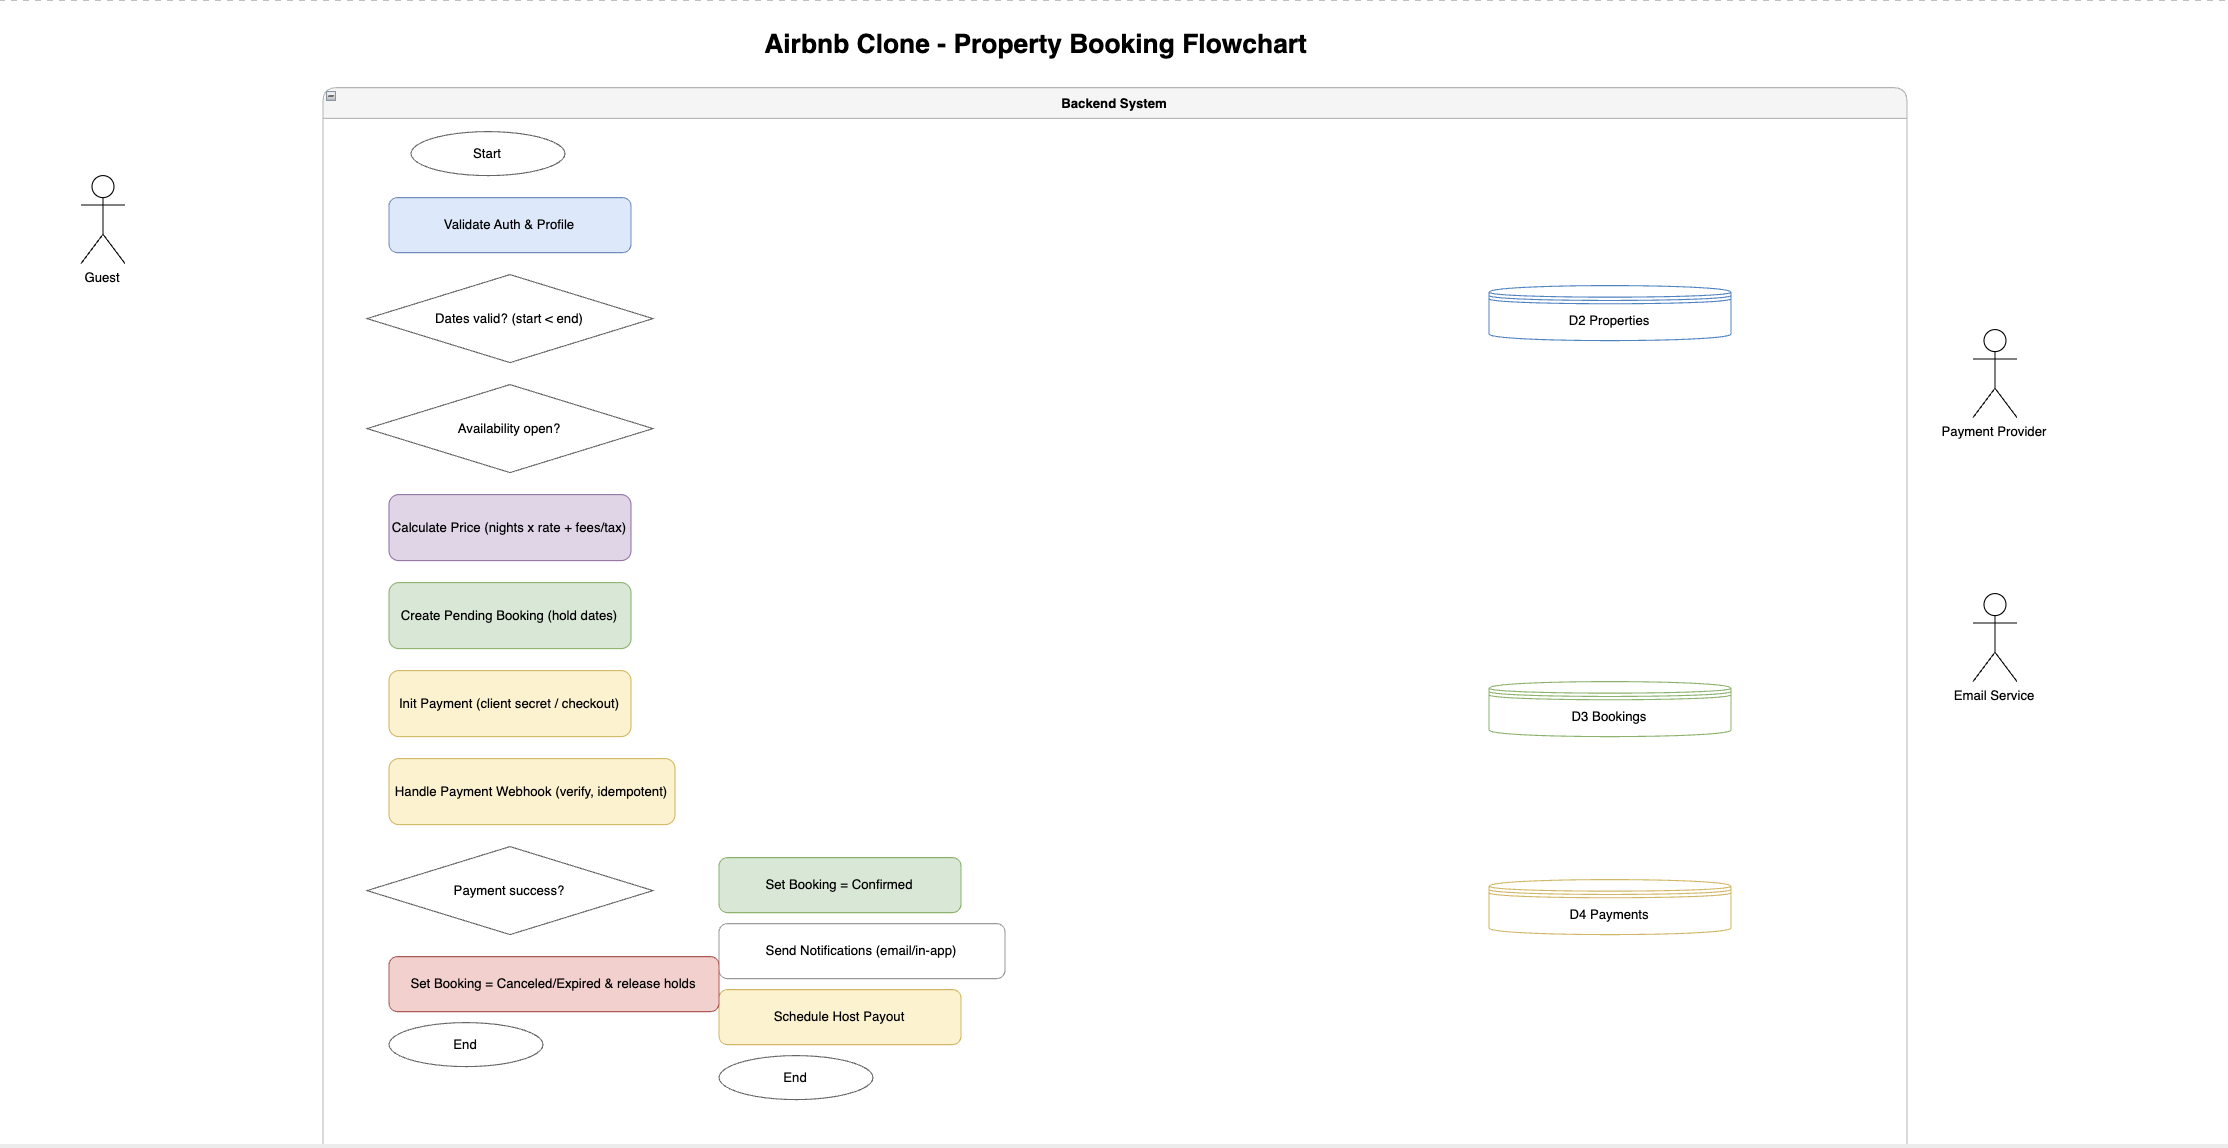 Airbnb Clone - Property Booking Flowchart
Backend System
Start
Guest
Validate Auth & Profile
Dates valid? (start < end)
D2 Properties
Payment Provider
Availability open?
Calculate Price (nights x rate + fees/tax)
Create Pending Booking (hold dates)
Init Payment (client secret / checkout)
D3 Bookings
Email Service
Handle Payment Webhook (verify, idempotent)
Payment success?
Set Booking = Confirmed
D4 Payments
Send Notifications (email/in-app)
Set Booking = Canceled/Expired & release holds
Schedule Host Payout
End
End